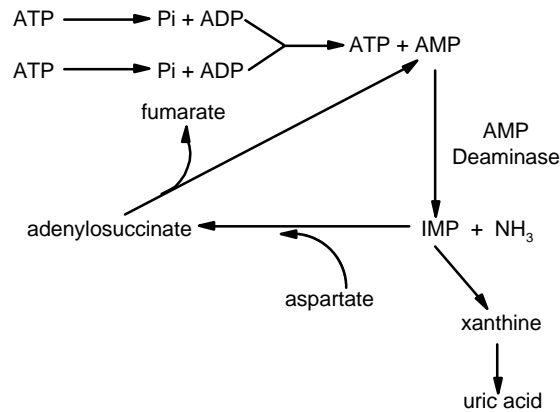 ATP Pi + ADP
ATP + AMP
ATP Pi + ADP
fumarate
AMP
Deaminase
adenylosuccinate
IMP + NH3
aspartate
xanthine
uric acid